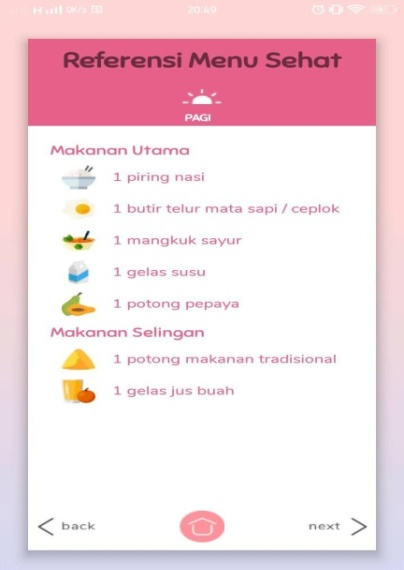 20:49
Referensi Menu Sehat
PAGI
Makanan Utama
1 piring nasi
1 butir telur mata sapi / ceplok
1 mangkuk sayur
1 gelas susu
1 potong pepaya
Makanan Selingan
1 potong makanan tradisional
1 gelas jus buah
back
next